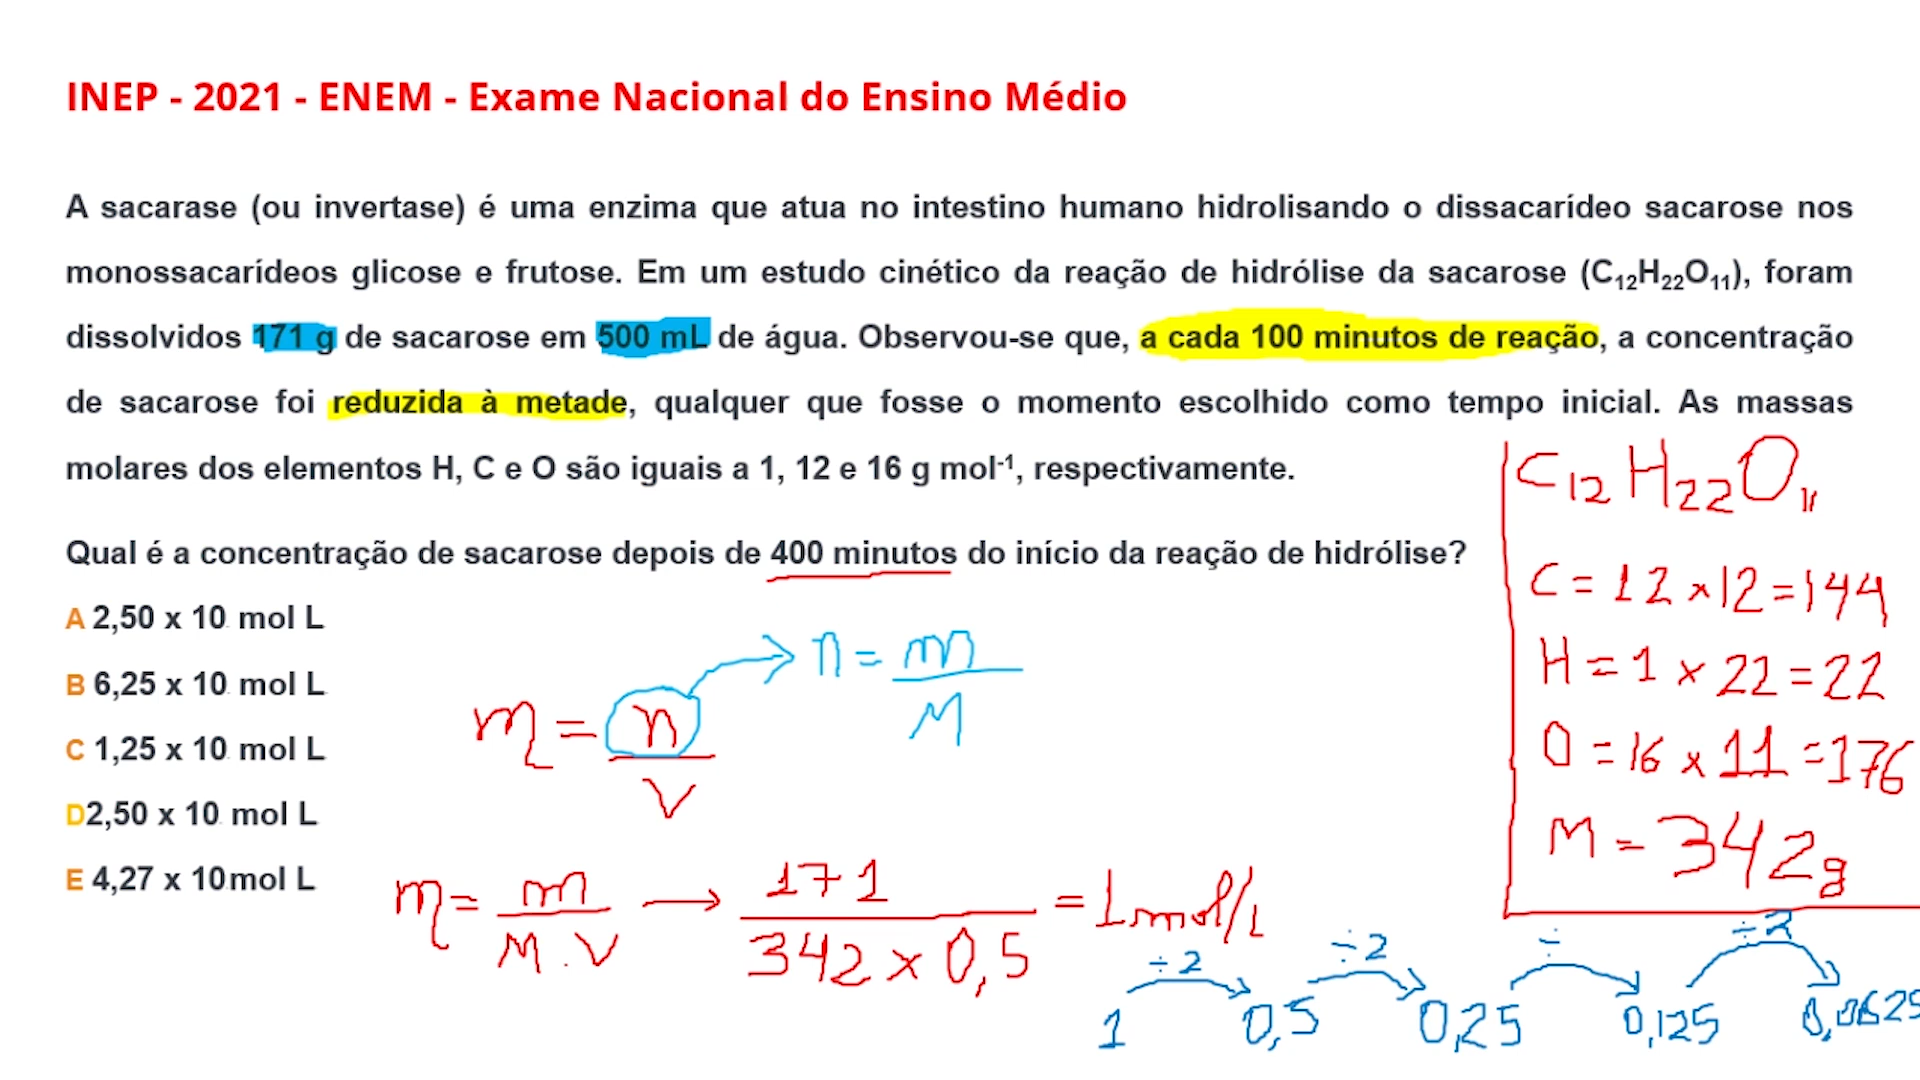 INEP - 2021 - ENEM - Exame Nacional do Ensino Médio
A sacarase (ou invertase) é uma enzima que atua no intestino humano hidrolisando o dissacarídeo sacarose nos
monossacarídeos glicose e frutose. Em um estudo cinético da reação de hidrólise da sacarose (C₁₂H₂₂O₁₁), foram
dissolvidos 171 g de sacarose em 500 mL de água. Observou-se que, a cada 100 minutos de reação, a concentração
de sacarose foi reduzida à metade, qualquer que fosse o momento escolhido como tempo inicial. As massas
molares dos elementos H, C e O são iguais a 1, 12 e 16 g mol⁻¹, respectivamente.
Qual é a concentração de sacarose depois de 400 minutos do início da reação de hidrólise?
A 2,50 x 10 mol L
B 6,25 x 10 mol L
C 1,25 x 10 mol L
D2,50 x 10 mol L
E 4,27 x 10mol L
C₁₂H₂₂O₁₁
C = 12 x 12 = 144
H = 1 x 22 = 22
O = 16 x 11 = 176
M = 342g
m = n
V
n = m
M
m = m
M . V
171
342 x 0,5
= 1 mol/L
÷2
÷2
÷
÷2
1 0,5 0,25 0,125 0,0625